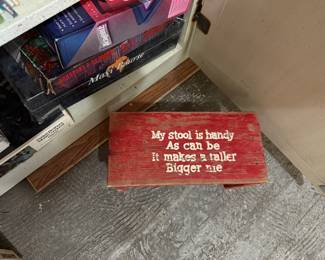 My stool is handy
As can be
It makes a taller
Bigger me